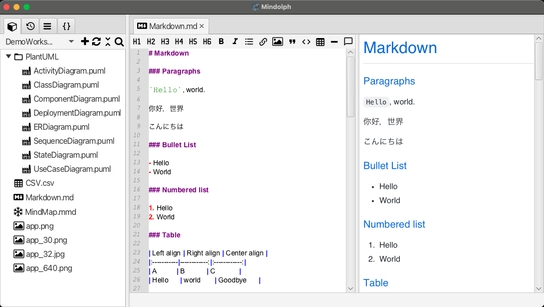 Mindolph
Markdown.md ×
DemoWorks...
H1 H2 H3 H4 H5 H6 B I
PlantUML
ActivityDiagram.puml
ClassDiagram.puml
ComponentDiagram.puml
DeploymentDiagram.puml
ERDiagram.puml
SequenceDiagram.puml
StateDiagram.puml
UseCaseDiagram.puml
CSV.csv
Markdown.md
MindMap.mmd
app.png
app_30.png
app_32.jpg
app_640.png
1 # Markdown
2
3 ### Paragraphs
4
5 `Hello`, world.
6
7 你好，世界
8
9 こんにちは
10
11 ### Bullet List
12
13 - Hello
14 - World
15
16 ### Numbered list
17
18 1. Hello
19 2. World
20
21 ### Table
22
23 | Left align | Right align | Center align |
24 |:-----------|------------:|:------------:|
25 | A | B | C |
26 | Hello | world | Goodbye |
27
Markdown
Paragraphs
Hello, world.
你好，世界
こんにちは
Bullet List
• Hello
• World
Numbered list
1. Hello
2. World
Table